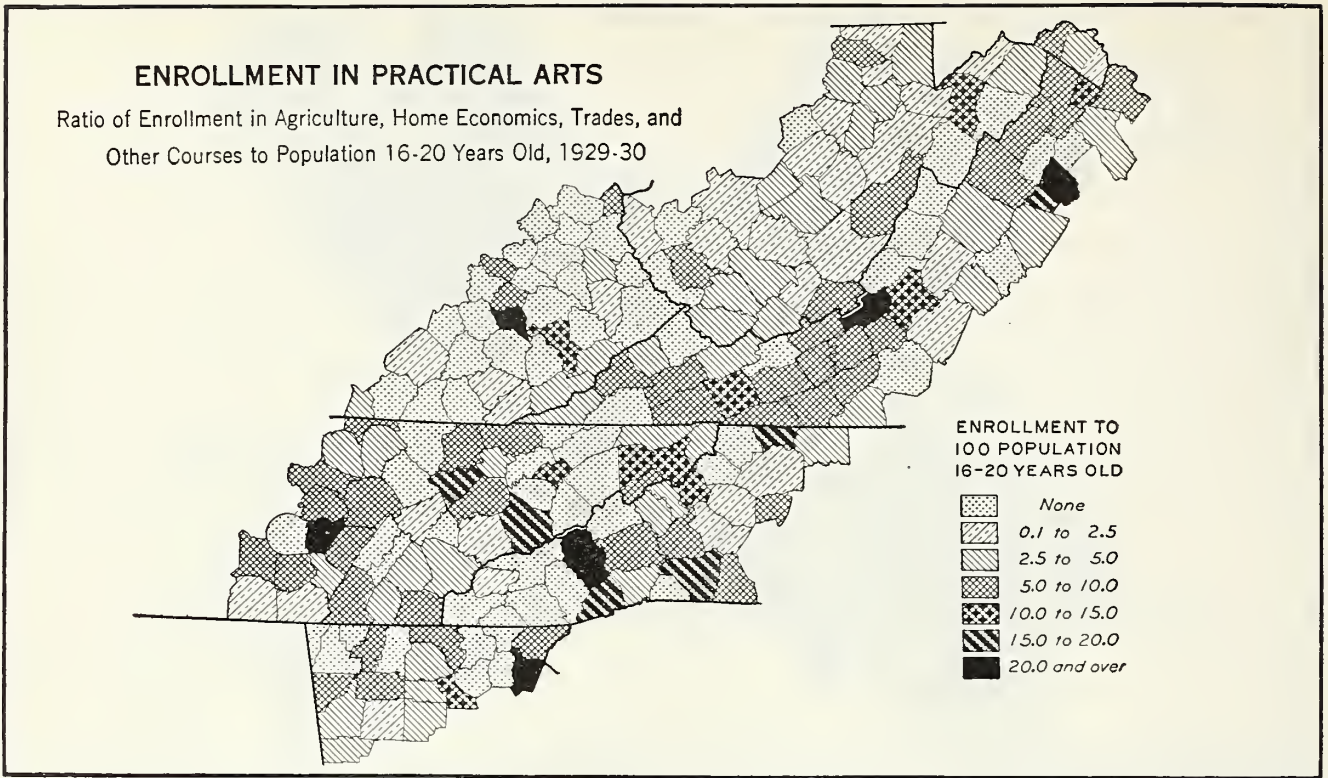 ENROLLMENT IN PRACTICAL ARTS
Ratio of Enrollment in Agriculture, Home Economics, Trades, and
Other Courses to Population 16-20 Years Old, 1929-30
ENROLLMENT TO
100 POPULATION
16-20 YEARS OLD
None
0.1 to 2.5
2.5 to 5.0
5.0 to 10.0
10.0 to 15.0
15.0 to 20.0
20.0 and over